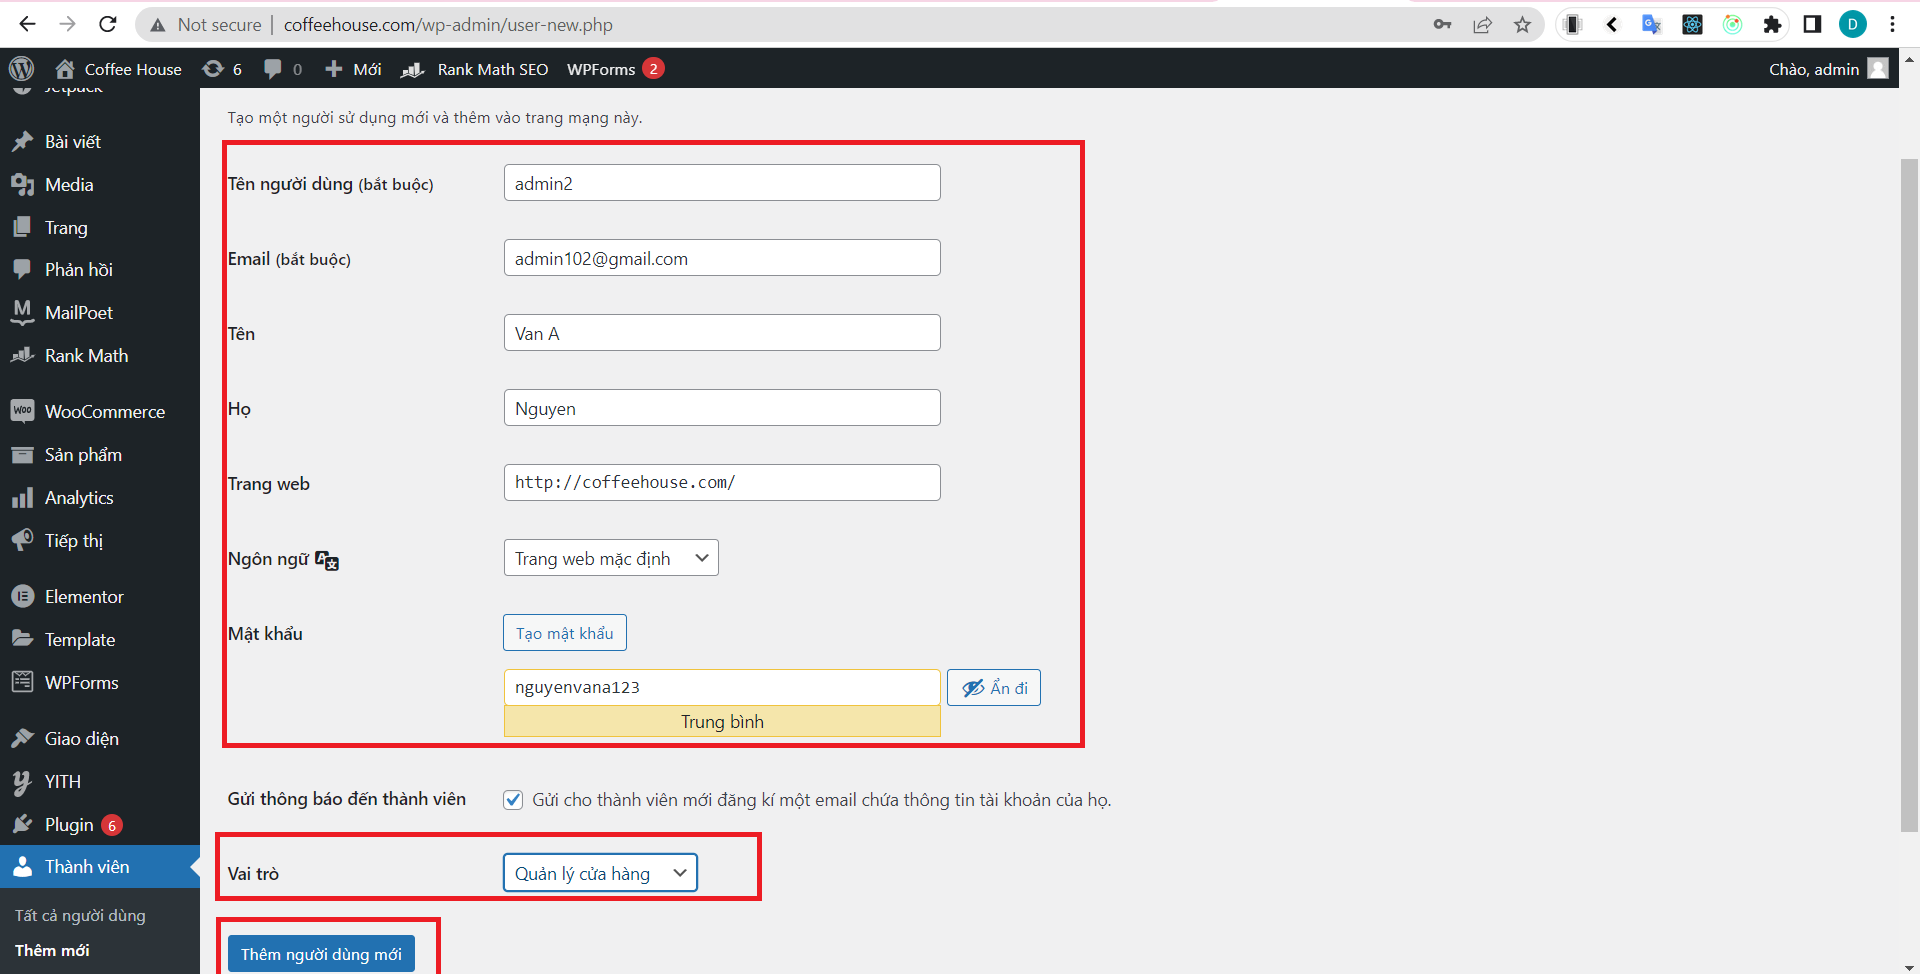 Not secure | coffeehouse.com/wp-admin/user-new.php
D
Coffee House 6 0 Mới Rank Math SEO WPForms 2 Chào, admin
Jetpack
Bài viết
Media
Trang
Phản hồi
MailPoet
Rank Math
WooCommerce
Sản phẩm
Analytics
Tiếp thị
Elementor
Template
WPForms
Giao diện
YITH
Plugin 6
Thành viên
Tất cả người dùng
Thêm mới
Tạo một người sử dụng mới và thêm vào trang mạng này.
Tên người dùng (bắt buộc) admin2
Email (bắt buộc) admin102@gmail.com
Tên Van A
Họ Nguyen
Trang web http://coffeehouse.com/
Ngôn ngữ Trang web mặc định
Mật khẩu Tạo mật khẩu
nguyenvana123 Ẩn đi
Trung bình
Gửi thông báo đến thành viên Gửi cho thành viên mới đăng kí một email chứa thông tin tài khoản của họ.
Vai trò Quản lý cửa hàng
Thêm người dùng mới